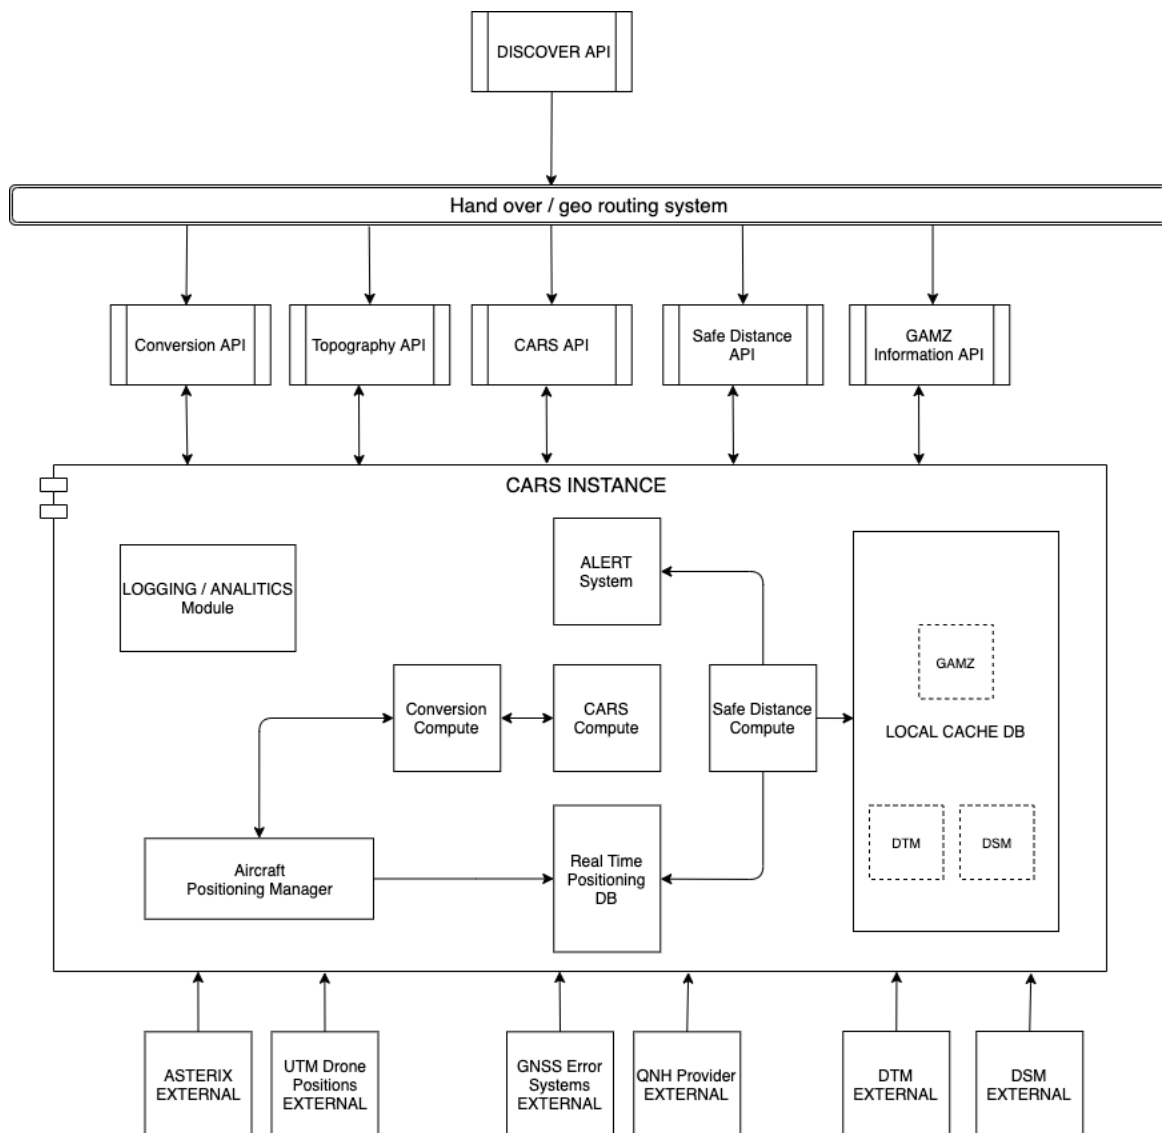 DISCOVER API
Hand over / geo routing system
Conversion API
Topography API
CARS API
Safe Distance
API
GAMZ
Information API
CARS INSTANCE
LOGGING / ANALITICS
Module
ALERT
System
GAMZ
Conversion
Compute
CARS
Compute
Safe Distance
Compute
LOCAL CACHE DB
DTM
DSM
Aircraft
Positioning Manager
Real Time
Positioning
DB
ASTERIX
EXTERNAL
UTM Drone
Positions
EXTERNAL
GNSS Error
Systems
EXTERNAL
QNH Provider
EXTERNAL
DTM
EXTERNAL
DSM
EXTERNAL